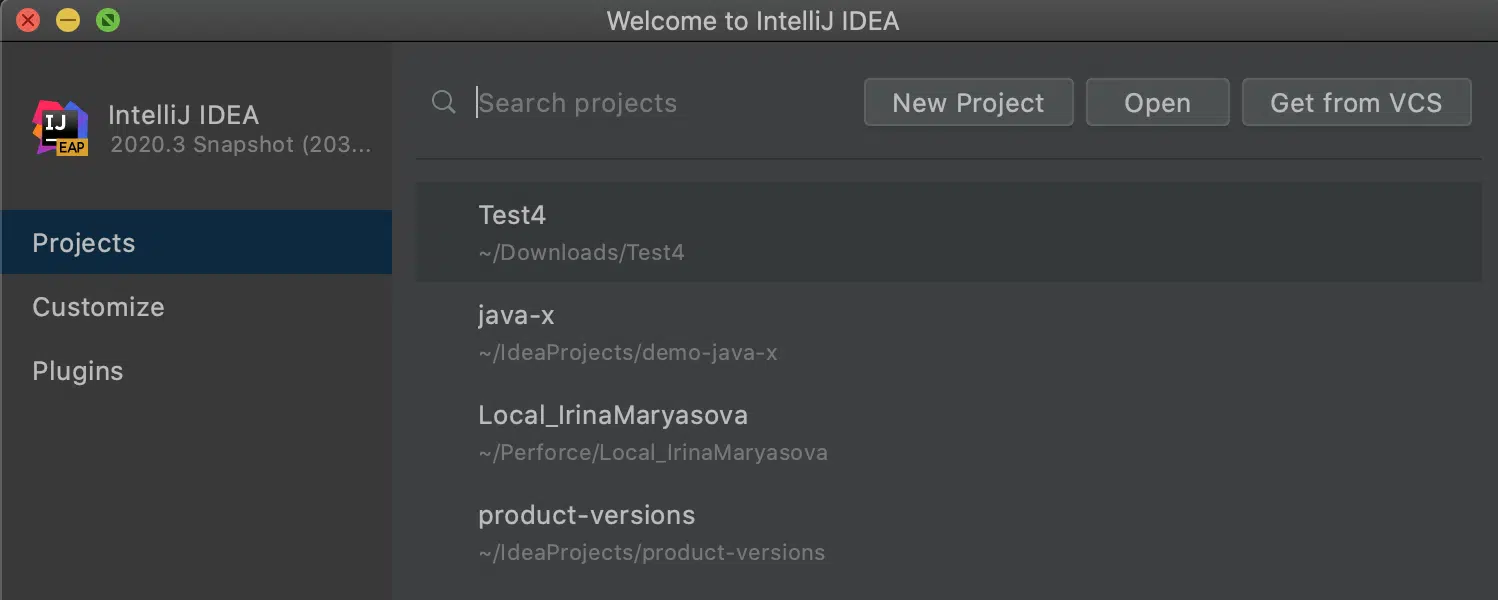 Welcome to IntelliJ IDEA
IJ
EAP
IntelliJ IDEA
2020.3 Snapshot (203...
Projects
Customize
Plugins
Search projects
New Project
Open
Get from VCS
Test4
~/Downloads/Test4
java-x
~/IdeaProjects/demo-java-x
Local_IrinaMaryasova
~/Perforce/Local_IrinaMaryasova
product-versions
~/IdeaProjects/product-versions